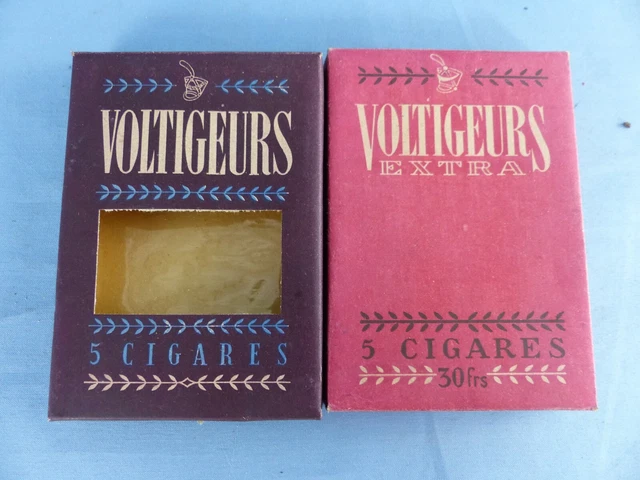 VOLTIGEURS
5 CIGARES
VOLTIGEURS
EXTRA
5 CIGARES
30frs